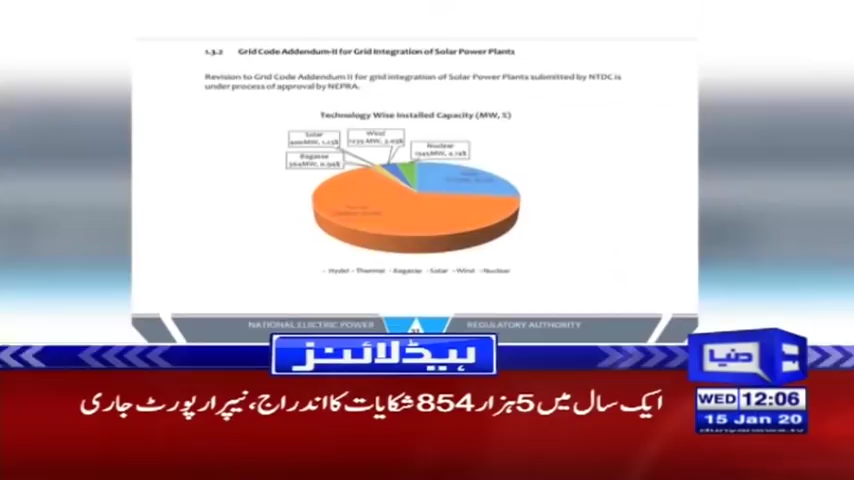 1.3.2 Grid Code Addendum-II for Grid Integration of Solar Power Plants
Revision to Grid Code Addendum II for grid integration of Solar Power Plants submitted by NTDC is
under process of approval by NEPRA.
Technology Wise Installed Capacity (MW, %)
Solar
Wind
Nuclear
Bagasse
Hydel Thermal Bagasse Solar Wind Nuclear
NATIONAL ELECTRIC POWER REGULATORY AUTHORITY
ہیڈلائنز
دنیا
ایک سال میں 5 ہزار 854 شکایات کا اندراج، نیپرا رپورٹ جاری
WED 12:06
15 Jan 20